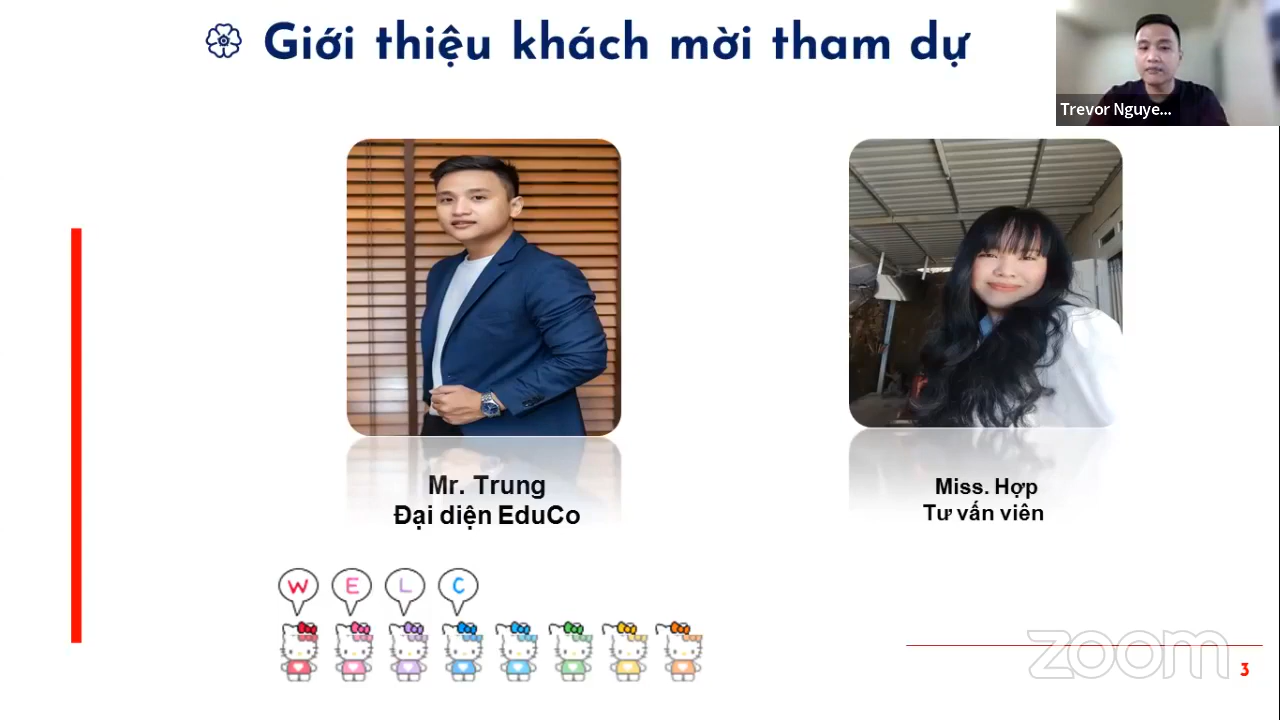 Giới thiệu khách mời tham dự
Trevor Nguye...
Mr. Trung
Đại diện EduCo
Miss. Hợp
Tư vấn viên
W E L C
zoom
3